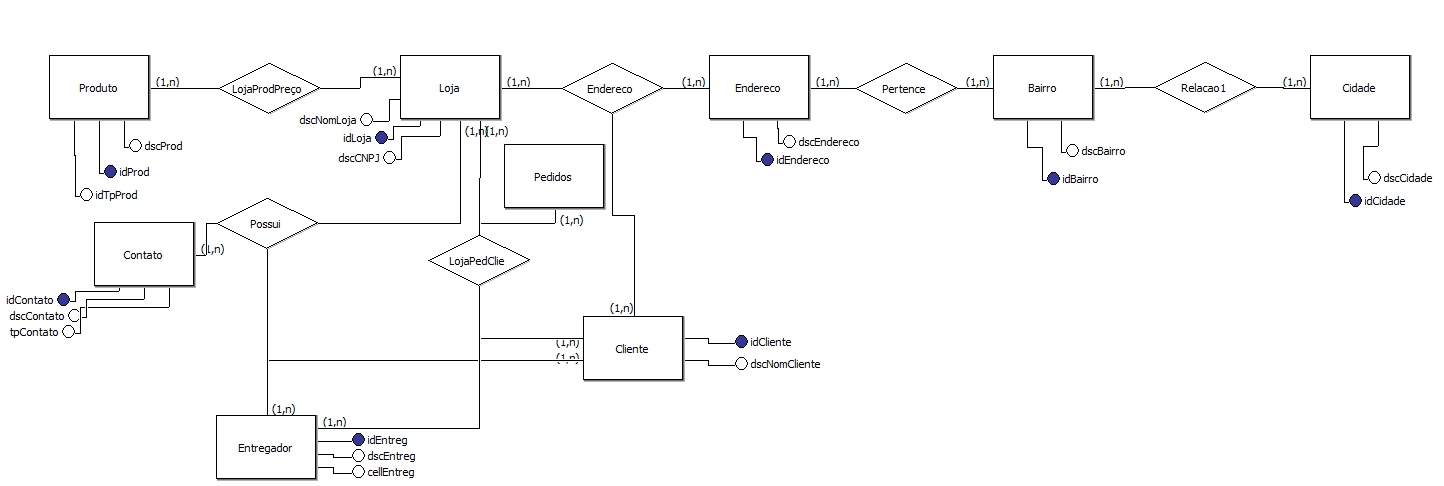 Produto
(1,n)
LojaProdPreço
(1,n)
Loja
(1,n)
Endereco
(1,n)
Endereco
(1,n)
Pertence
(1,n)
Bairro
(1,n)
Relacao1
(1,n)
Cidade
dscProd
idProd
idTpProd
dscNomLoja
idLoja
dscCNPJ
(1,n)
(1,n)
dscEndereco
idEndereco
dscBairro
idBairro
dscCidade
idCidade
Pedidos
(1,n)
Possui
Contato
(1,n)
LojaPedClie
idContato
dscContato
tpContato
(1,n)
Cliente
(1,n)
(1,n)
idCliente
dscNomCliente
(1,n)
Entregador
(1,n)
idEntreg
dscEntreg
cellEntreg